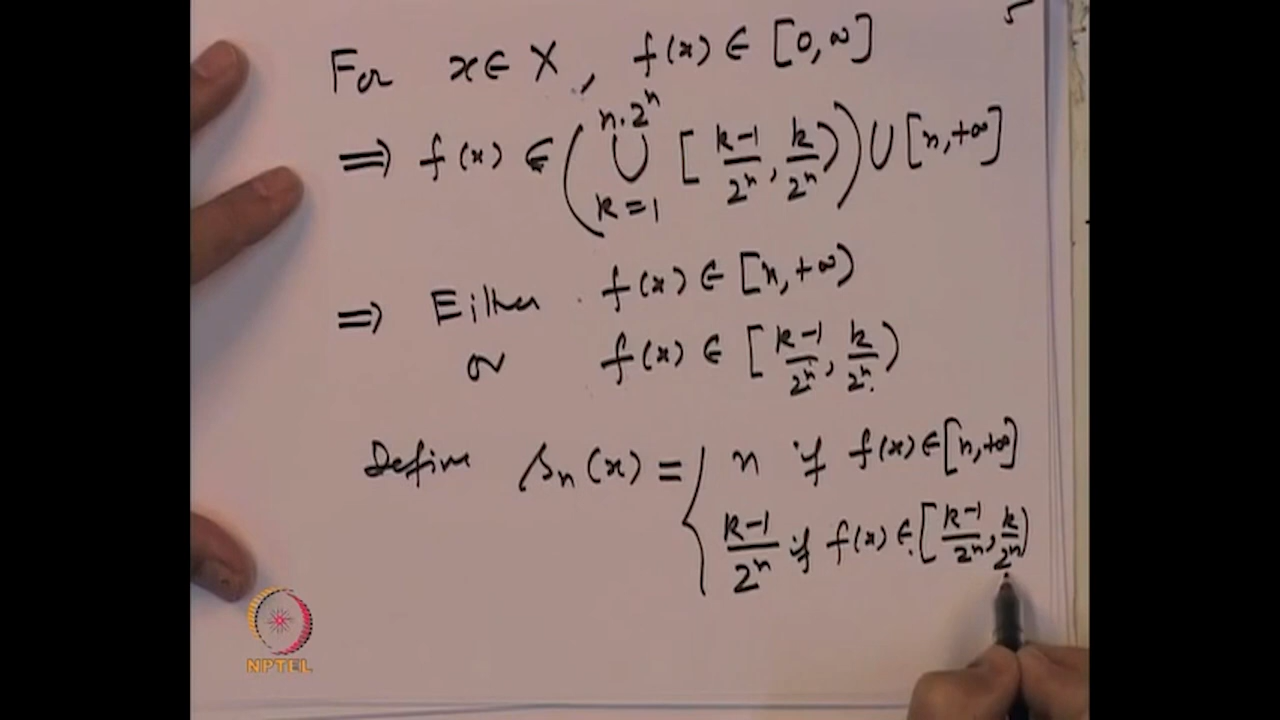 5
For x ∈ X, f(x) ∈ [0, ∞]
⟹ f(x) ∈ (⋃_{k=1}^{n·2^n} [k-1/2^n, k/2^n)) ∪ [n, +∞]
⟹ Either f(x) ∈ [n, +∞)
or f(x) ∈ [k-1/2^n, k/2^n)
Define s_n(x) = { n if f(x) ∈ [n, +∞]
k-1/2^n if f(x) ∈ [k-1/2^n, k/2^n)
NPTEL